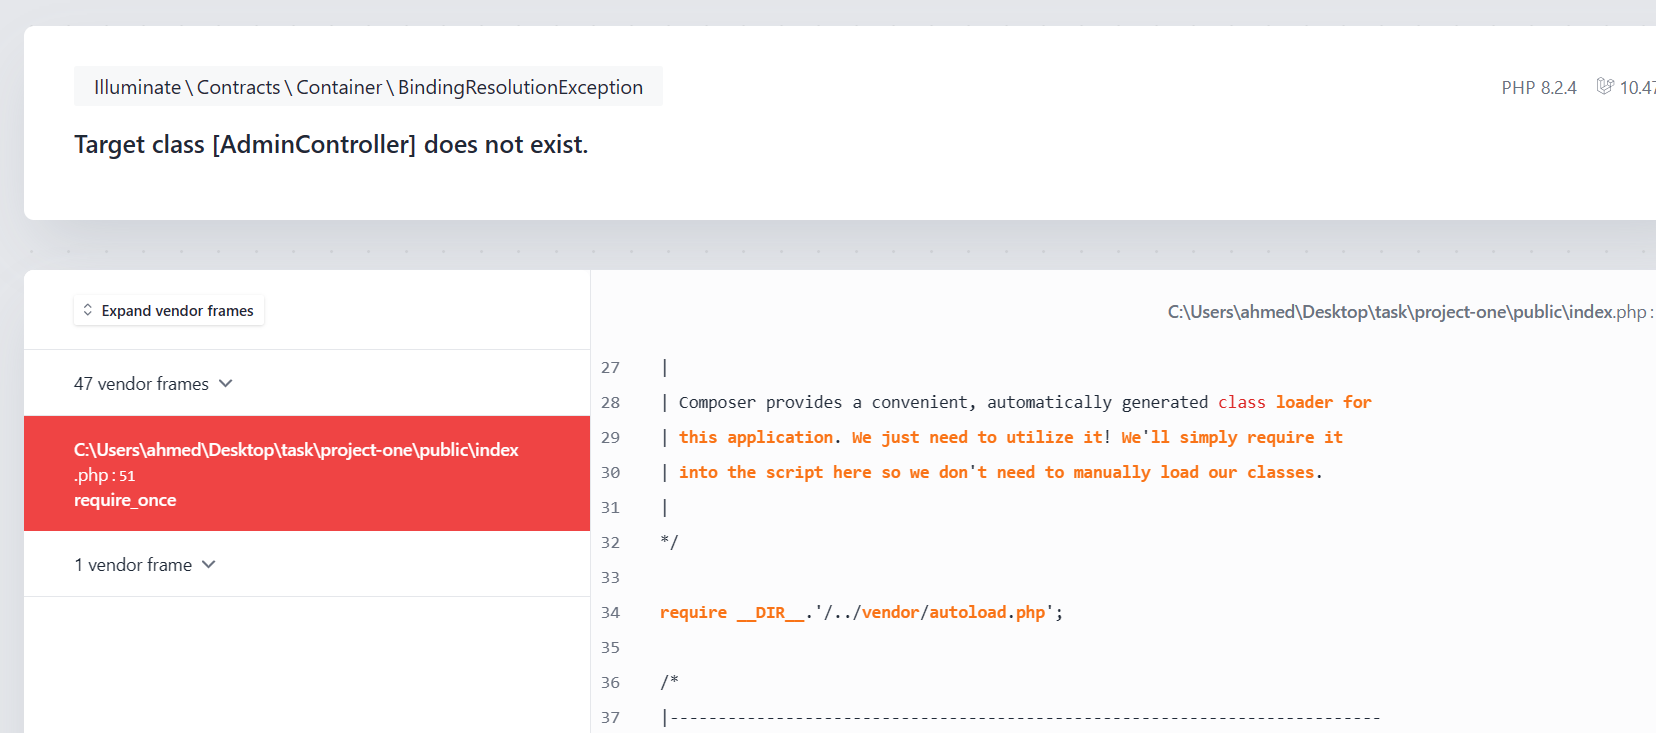 Illuminate \ Contracts \ Container \ BindingResolutionException
PHP 8.2.4 10.47
Target class [AdminController] does not exist.
Expand vendor frames
47 vendor frames
C:\Users\ahmed\Desktop\task\project-one\public\index
.php : 51
require_once
1 vendor frame
C:\Users\ahmed\Desktop\task\project-one\public\index.php :
27 |
28 | Composer provides a convenient, automatically generated class loader for
29 | this application. We just need to utilize it! We'll simply require it
30 | into the script here so we don't need to manually load our classes.
31 |
32 */
33
34 require __DIR__.'/../vendor/autoload.php';
35
36 /*
37 |--------------------------------------------------------------------------